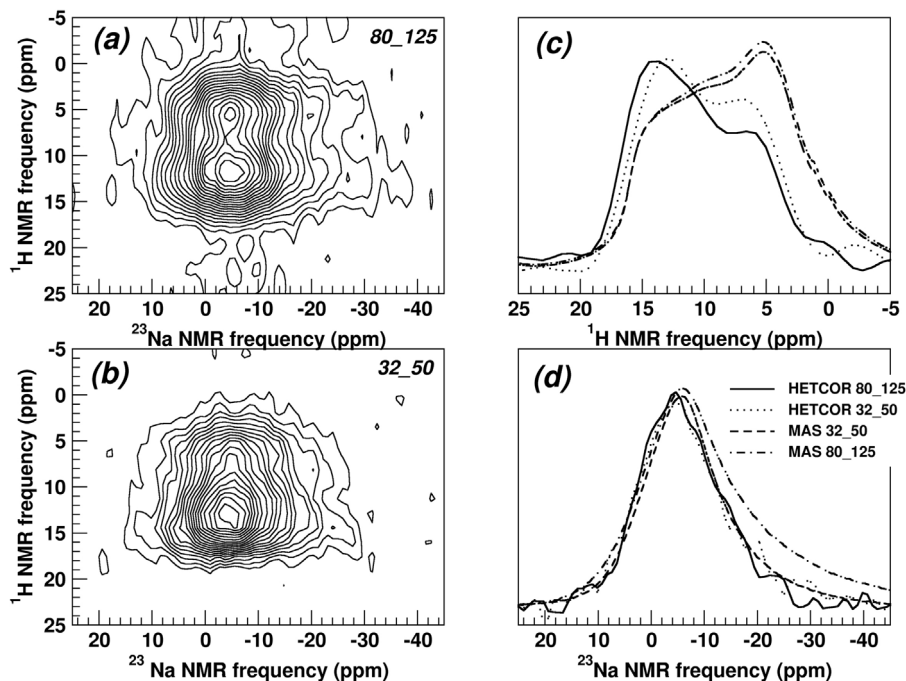 (a)
80_125
-5
0
5
10
15
20
25
20 10 0 -10 -20 -30 -40
¹H NMR frequency (ppm)
²³Na NMR frequency (ppm)
(c)
25 20 15 10 5 0 -5
¹H NMR frequency (ppm)
(b)
32_50
-5
0
5
10
15
20
25
20 10 0 -10 -20 -30 -40
¹H NMR frequency (ppm)
²³Na NMR frequency (ppm)
(d)
HETCOR 80_125
HETCOR 32_50
MAS 32_50
MAS 80_125
20 10 0 -10 -20 -30 -40
²³Na NMR frequency (ppm)